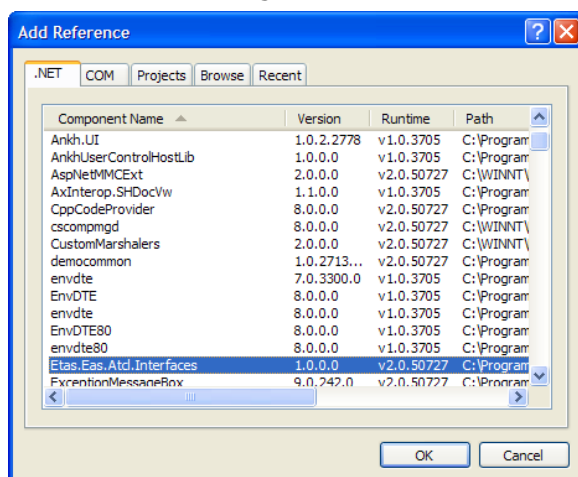 Add Reference
.NET COM Projects Browse Recent
Component Name Version Runtime Path
Ankh.UI 1.0.2.2778 v1.0.3705 C:\Program
AnkhUserControlHostLib 1.0.0.0 v1.0.3705 C:\Program
AspNetMMCExt 2.0.0.0 v2.0.50727 C:\WINNT\
AxInterop.SHDocVw 1.1.0.0 v1.0.3705 C:\Program
CppCodeProvider 8.0.0.0 v2.0.50727 C:\Program
cscompmgd 8.0.0.0 v2.0.50727 C:\WINNT\
CustomMarshalers 2.0.0.0 v2.0.50727 C:\WINNT\
democommon 1.0.2713... v2.0.50727 C:\Program
envdte 7.0.3300.0 v1.0.3705 C:\Program
EnvDTE 8.0.0.0 v1.0.3705 C:\Program
envdte 8.0.0.0 v1.0.3705 C:\Program
EnvDTE80 8.0.0.0 v1.0.3705 C:\Program
envdte80 8.0.0.0 v1.0.3705 C:\Program
Etas.Eas.Atcl.Interfaces 1.0.0.0 v2.0.50727 C:\Program
ExceptionMessageBox 9.0.242.0 v2.0.50727 C:\Program
OK Cancel